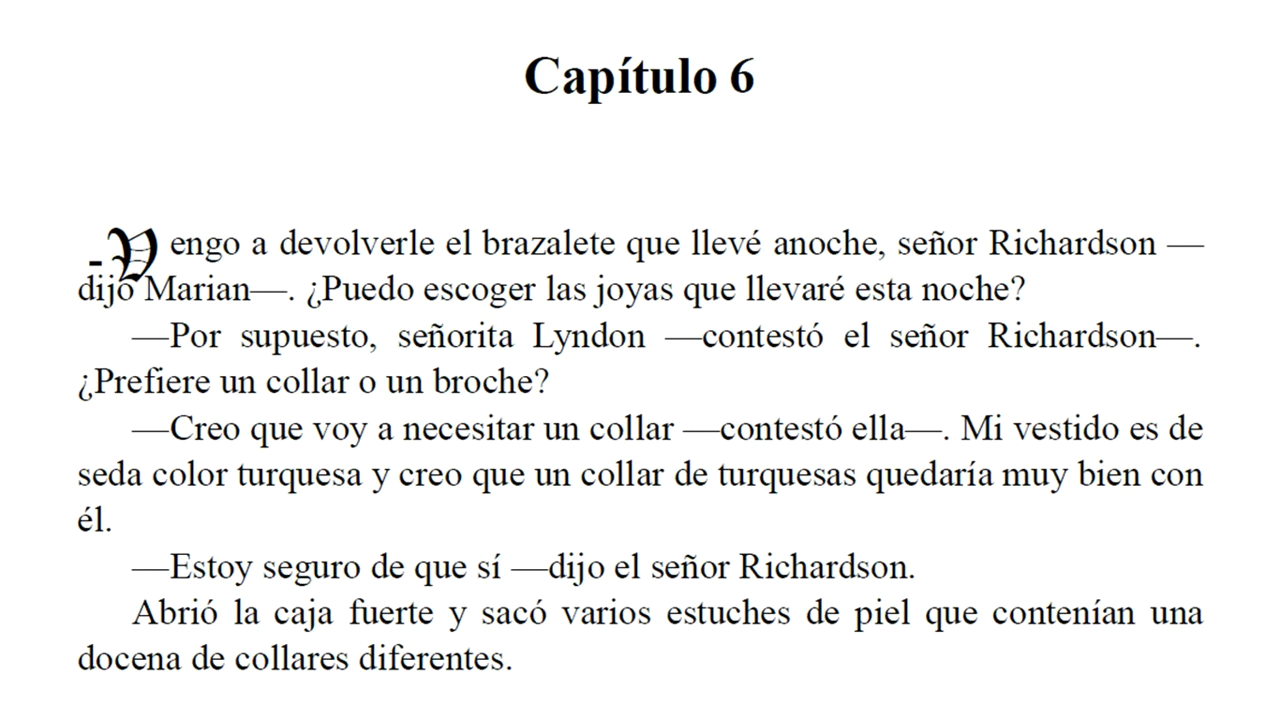 Capítulo 6
-Vengo a devolverle el brazalete que llevé anoche, señor Richardson —
dijo Marian—. ¿Puedo escoger las joyas que llevaré esta noche?
—Por supuesto, señorita Lyndon —contestó el señor Richardson—.
¿Prefiere un collar o un broche?
—Creo que voy a necesitar un collar —contestó ella—. Mi vestido es de
seda color turquesa y creo que un collar de turquesas quedaría muy bien con
él.
—Estoy seguro de que sí —dijo el señor Richardson.
Abrió la caja fuerte y sacó varios estuches de piel que contenían una
docena de collares diferentes.